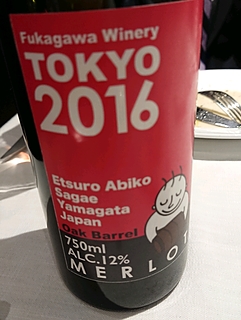 Fukagawa Winery
TOKYO
2016
Etsuro Abiko
Sagae
Yamagata
Japan
Oak Barrel
750ml
ALC.12%
MERLOT